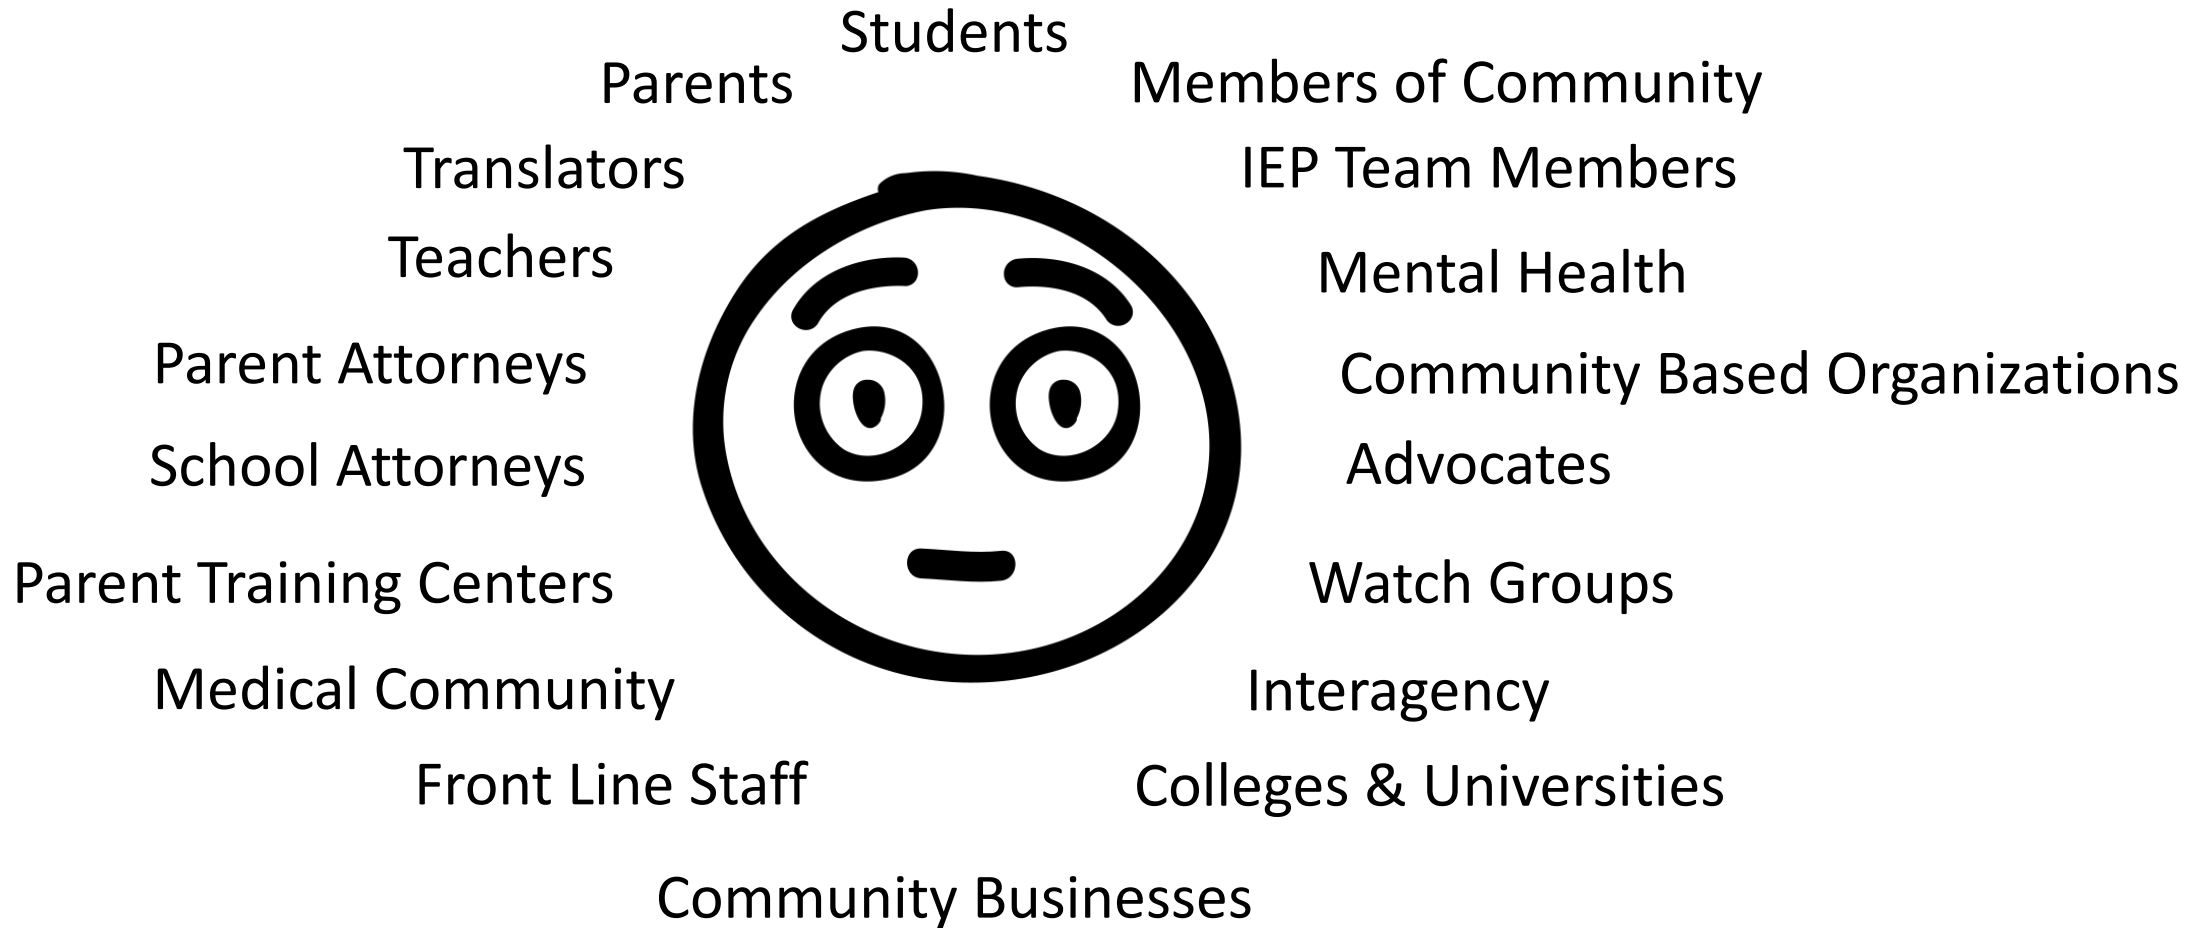 Students
Parents
Members of Community
Translators
IEP Team Members
Teachers
Mental Health
Parent Attorneys
Community Based Organizations
School Attorneys
Advocates
Parent Training Centers
Watch Groups
Medical Community
Interagency
Front Line Staff
Colleges & Universities
Community Businesses